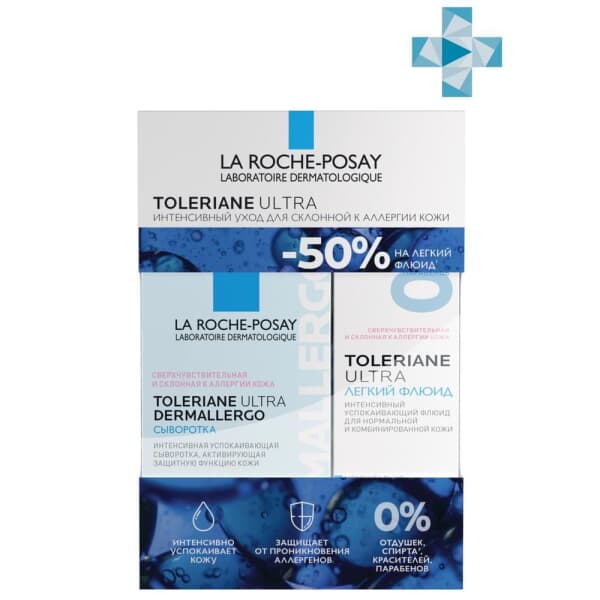 LA ROCHE-POSAY
LABORATOIRE DERMATOLOGIQUE
TOLERIANE ULTRA
ИНТЕНСИВНЫЙ УХОД ДЛЯ СКЛОННОЙ К АЛЛЕРГИИ КОЖИ
-50% НА ЛЕГКИЙ
ФЛЮИД
LA ROCHE-POSAY
LABORATOIRE DERMATOLOGIQUE
СВЕРХЧУВСТВИТЕЛЬНАЯ
И СКЛОННАЯ К АЛЛЕРГИИ КОЖА
TOLERIANE ULTRA
DERMALLERGO
СЫВОРОТКА
ИНТЕНСИВНАЯ УСПОКАИВАЮЩАЯ
СЫВОРОТКА, АКТИВИРУЮЩАЯ
ЗАЩИТНУЮ ФУНКЦИЮ КОЖИ
MALLERGO
0
СВЕРХЧУВСТВИТЕЛЬНАЯ
И СКЛОННАЯ К АЛЛЕРГИИ КОЖА
TOLERIANE
ULTRA
ЛЕГКИЙ ФЛЮИД
ИНТЕНСИВНЫЙ
УСПОКАИВАЮЩИЙ ФЛЮИД
ДЛЯ НОРМАЛЬНОЙ
И КОМБИНИРОВАННОЙ КОЖИ
ИНТЕНСИВНО
УСПОКАИВАЕТ
КОЖУ
ЗАЩИЩАЕТ
ОТ ПРОНИКНОВЕНИЯ
АЛЛЕРГЕНОВ
0%
ОТДУШЕК,
СПИРТА*,
КРАСИТЕЛЕЙ,
ПАРАБЕНОВ